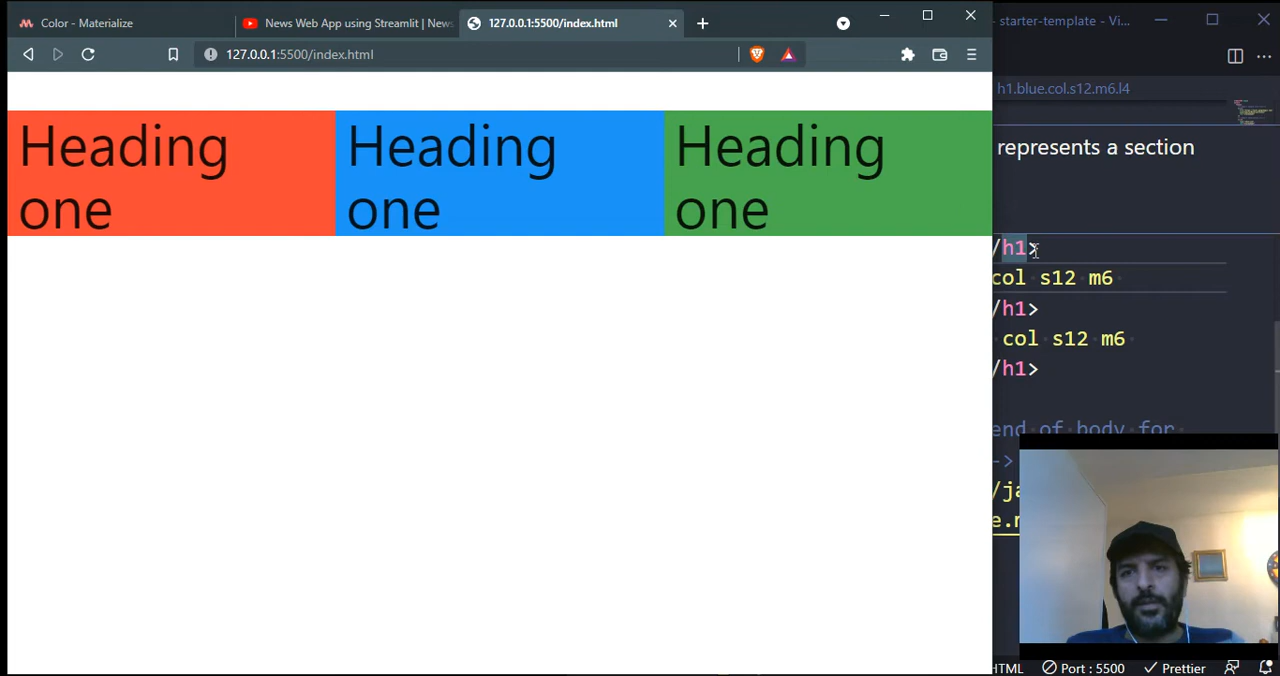 Color - Materialize
News Web App using Streamlit | News
127.0.0.1:5500/index.html
- starter-template - Vi...
127.0.0.1:5500/index.html
h1.blue.col.s12.m6.l4
Heading one
Heading one
Heading one
represents a section
/h1>
col s12 m6
/h1>
col s12 m6
/h1>
end of body for
->
/ja
e.
HTML
Port : 5500
Prettier